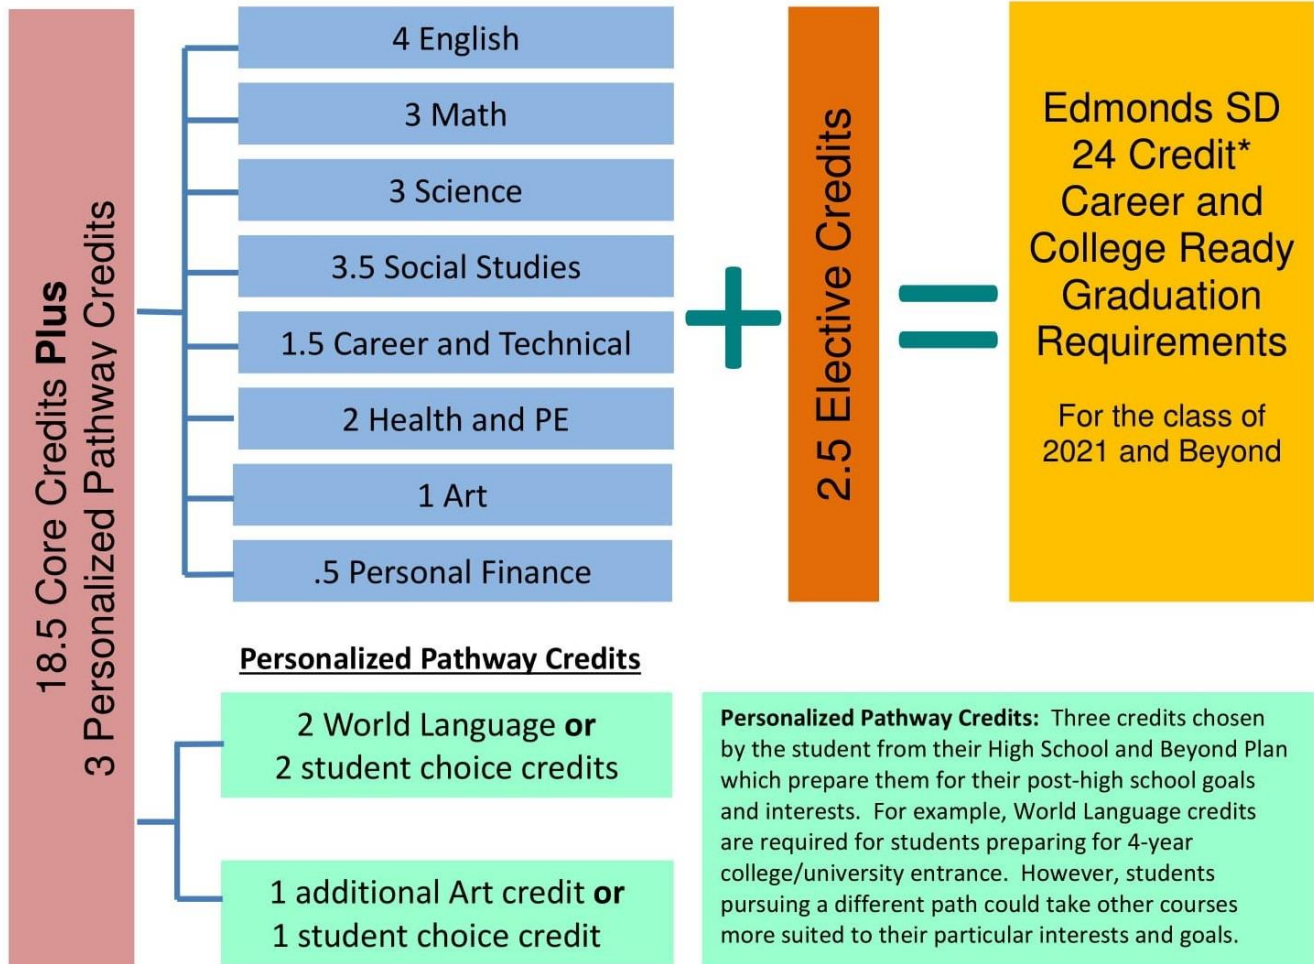 18.5 Core Credits Plus
3 Personalized Pathway Credits
4 English
3 Math
3 Science
3.5 Social Studies
1.5 Career and Technical
2 Health and PE
1 Art
.5 Personal Finance
2.5 Elective Credits
Edmonds SD
24 Credit*
Career and
College Ready
Graduation
Requirements
For the class of
2021 and Beyond
Personalized Pathway Credits
2 World Language or
2 student choice credits
1 additional Art credit or
1 student choice credit
Personalized Pathway Credits: Three credits chosen
by the student from their High School and Beyond Plan
which prepare them for their post-high school goals
and interests. For example, World Language credits
are required for students preparing for 4-year
college/university entrance. However, students
pursuing a different path could take other courses
more suited to their particular interests and goals.